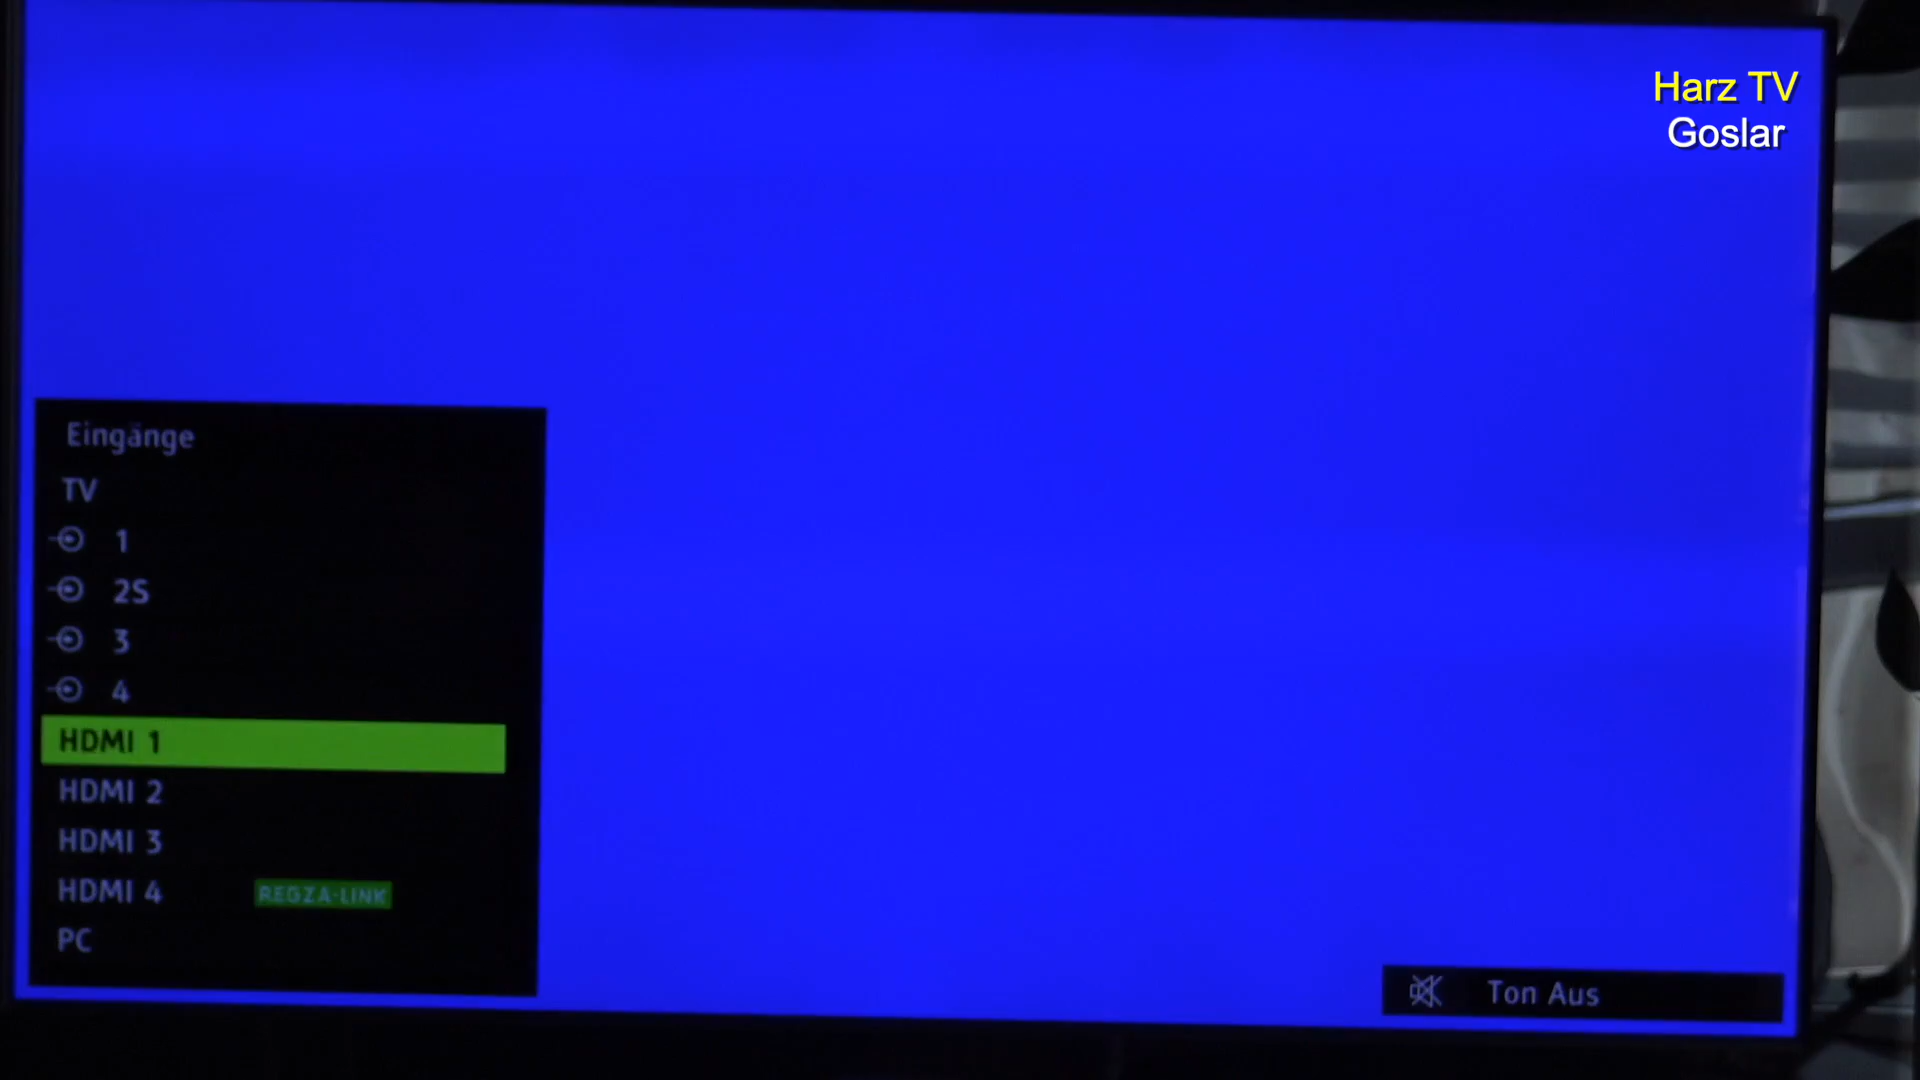 Harz TV
Goslar
Eingänge
TV
1
2S
3
4
HDMI 1
HDMI 2
HDMI 3
HDMI 4 REGZA-LINK
PC
Ton Aus